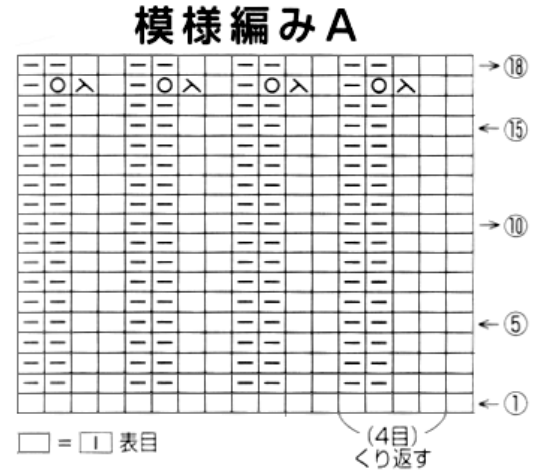 模様編みA
→⑱
←⑮
→⑩
←⑤
←①
□ = | 表目
(4目)
くり返す